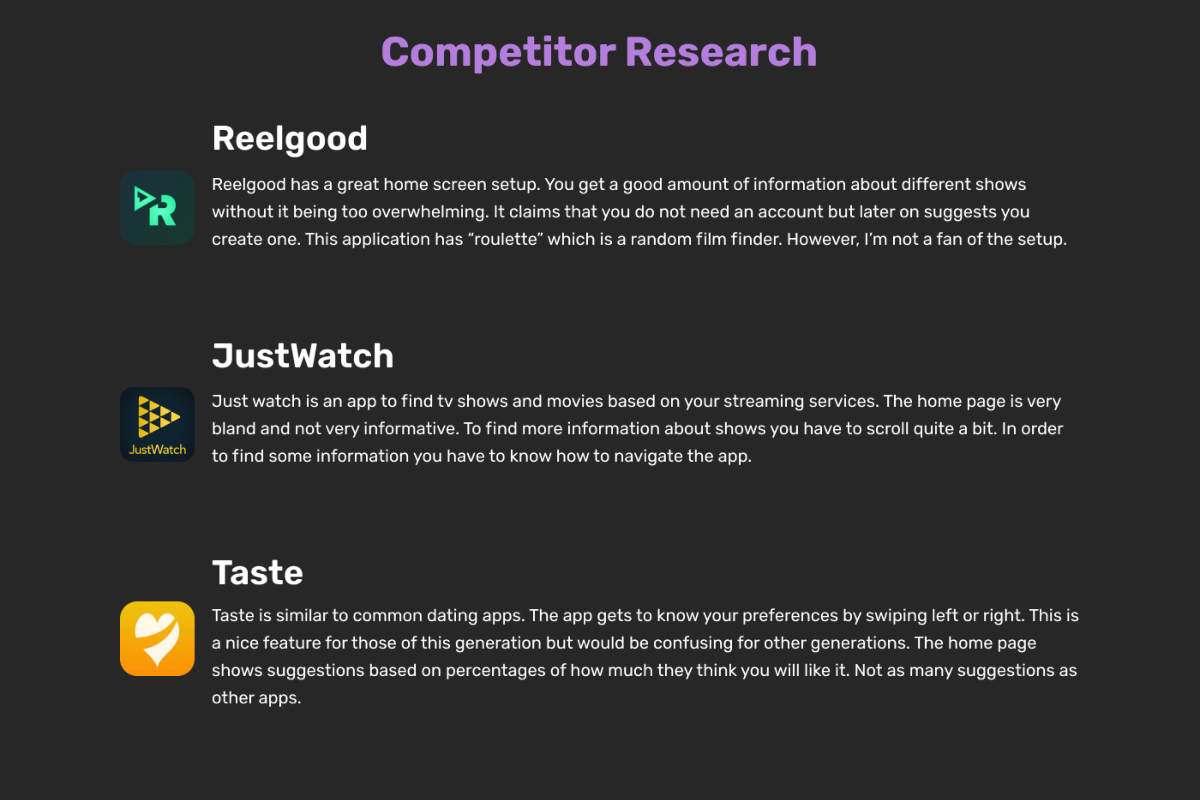 Competitor Research
Reelgood
Reelgood has a great home screen setup. You get a good amount of information about different shows
without it being too overwhelming. It claims that you do not need an account but later on suggests you
create one. This application has “roulette” which is a random film finder. However, I’m not a fan of the setup.
R
JustWatch
Just watch is an app to find tv shows and movies based on your streaming services. The home page is very
bland and not very informative. To find more information about shows you have to scroll quite a bit. In order
to find some information you have to know how to navigate the app.
JustWatch
Taste
Taste is similar to common dating apps. The app gets to know your preferences by swiping left or right. This is
a nice feature for those of this generation but would be confusing for other generations. The home page
shows suggestions based on percentages of how much they think you will like it. Not as many suggestions as
other apps.